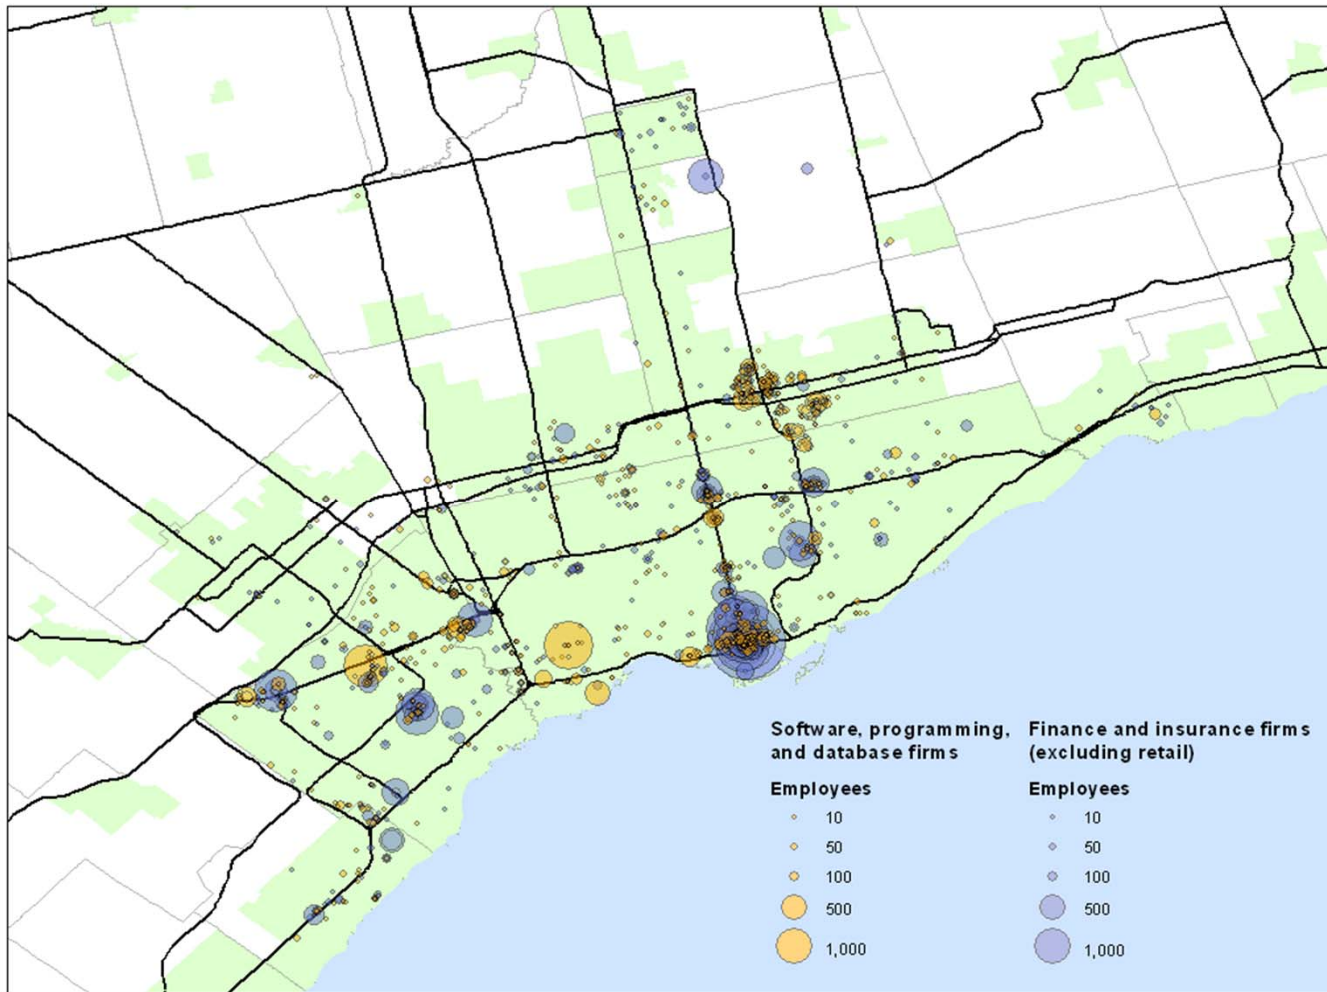 Software, programming,
and database firms
Employees
10
50
100
500
1,000
Finance and insurance firms
(excluding retail)
Employees
10
50
100
500
1,000